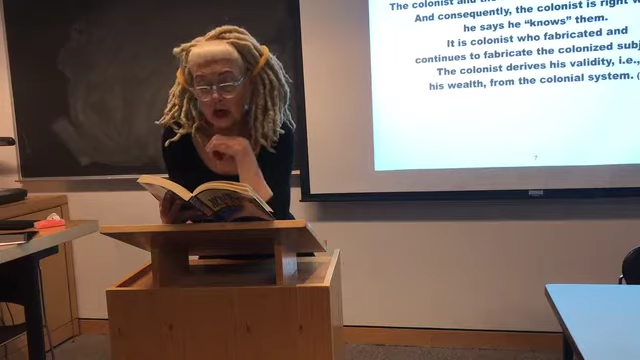 The colonist and the
And consequently, the colonist is right w
he says he "knows" them.
It is colonist who fabricated and
continues to fabricate the colonized subj
The colonist derives his validity, i.e.,
his wealth, from the colonial system. (